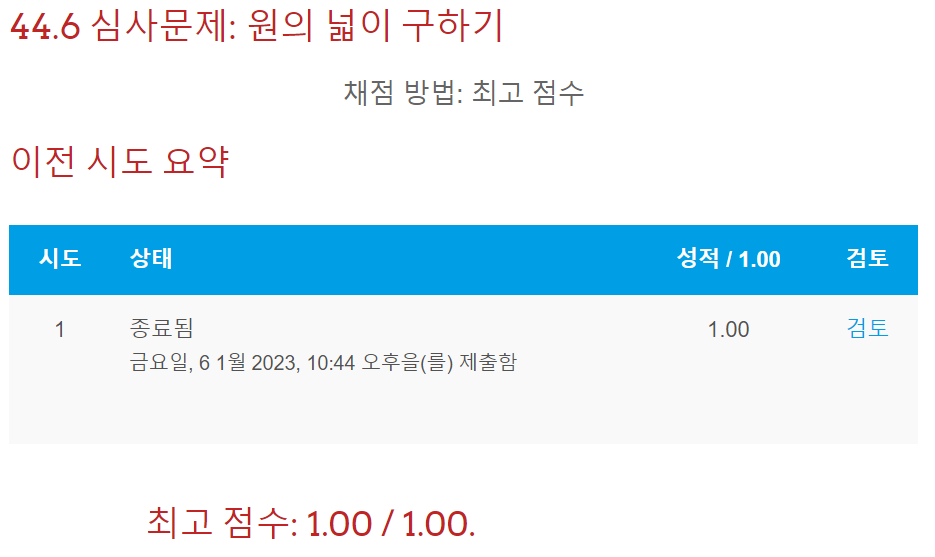 44.6 심사문제: 원의 넓이 구하기
채점 방법: 최고 점수
이전 시도 요약
시도 상태 성적 / 1.00 검토
1 종료됨 1.00 검토
금요일, 6 1월 2023, 10:44 오후을(를) 제출함
최고 점수: 1.00 / 1.00.